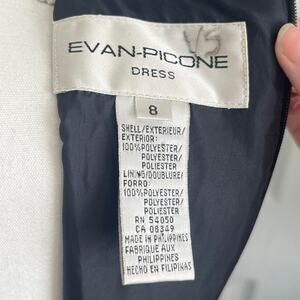 VS
EVAN-PICONE
DRESS
8
SHELL/EXTERIEUR/
EXTERIOR:
100%POLYESTER/
POLYESTER/
POLIESTER
LINING/DOUBLURE/
FORRO:
100%POLYESTER/
POLYESTER/
POLIESTER
RN 54050
CA 08349
MADE IN PHILIPPINES
FABRIQUE AUX
PHILIPPINES
HECHO EN FILIPINAS